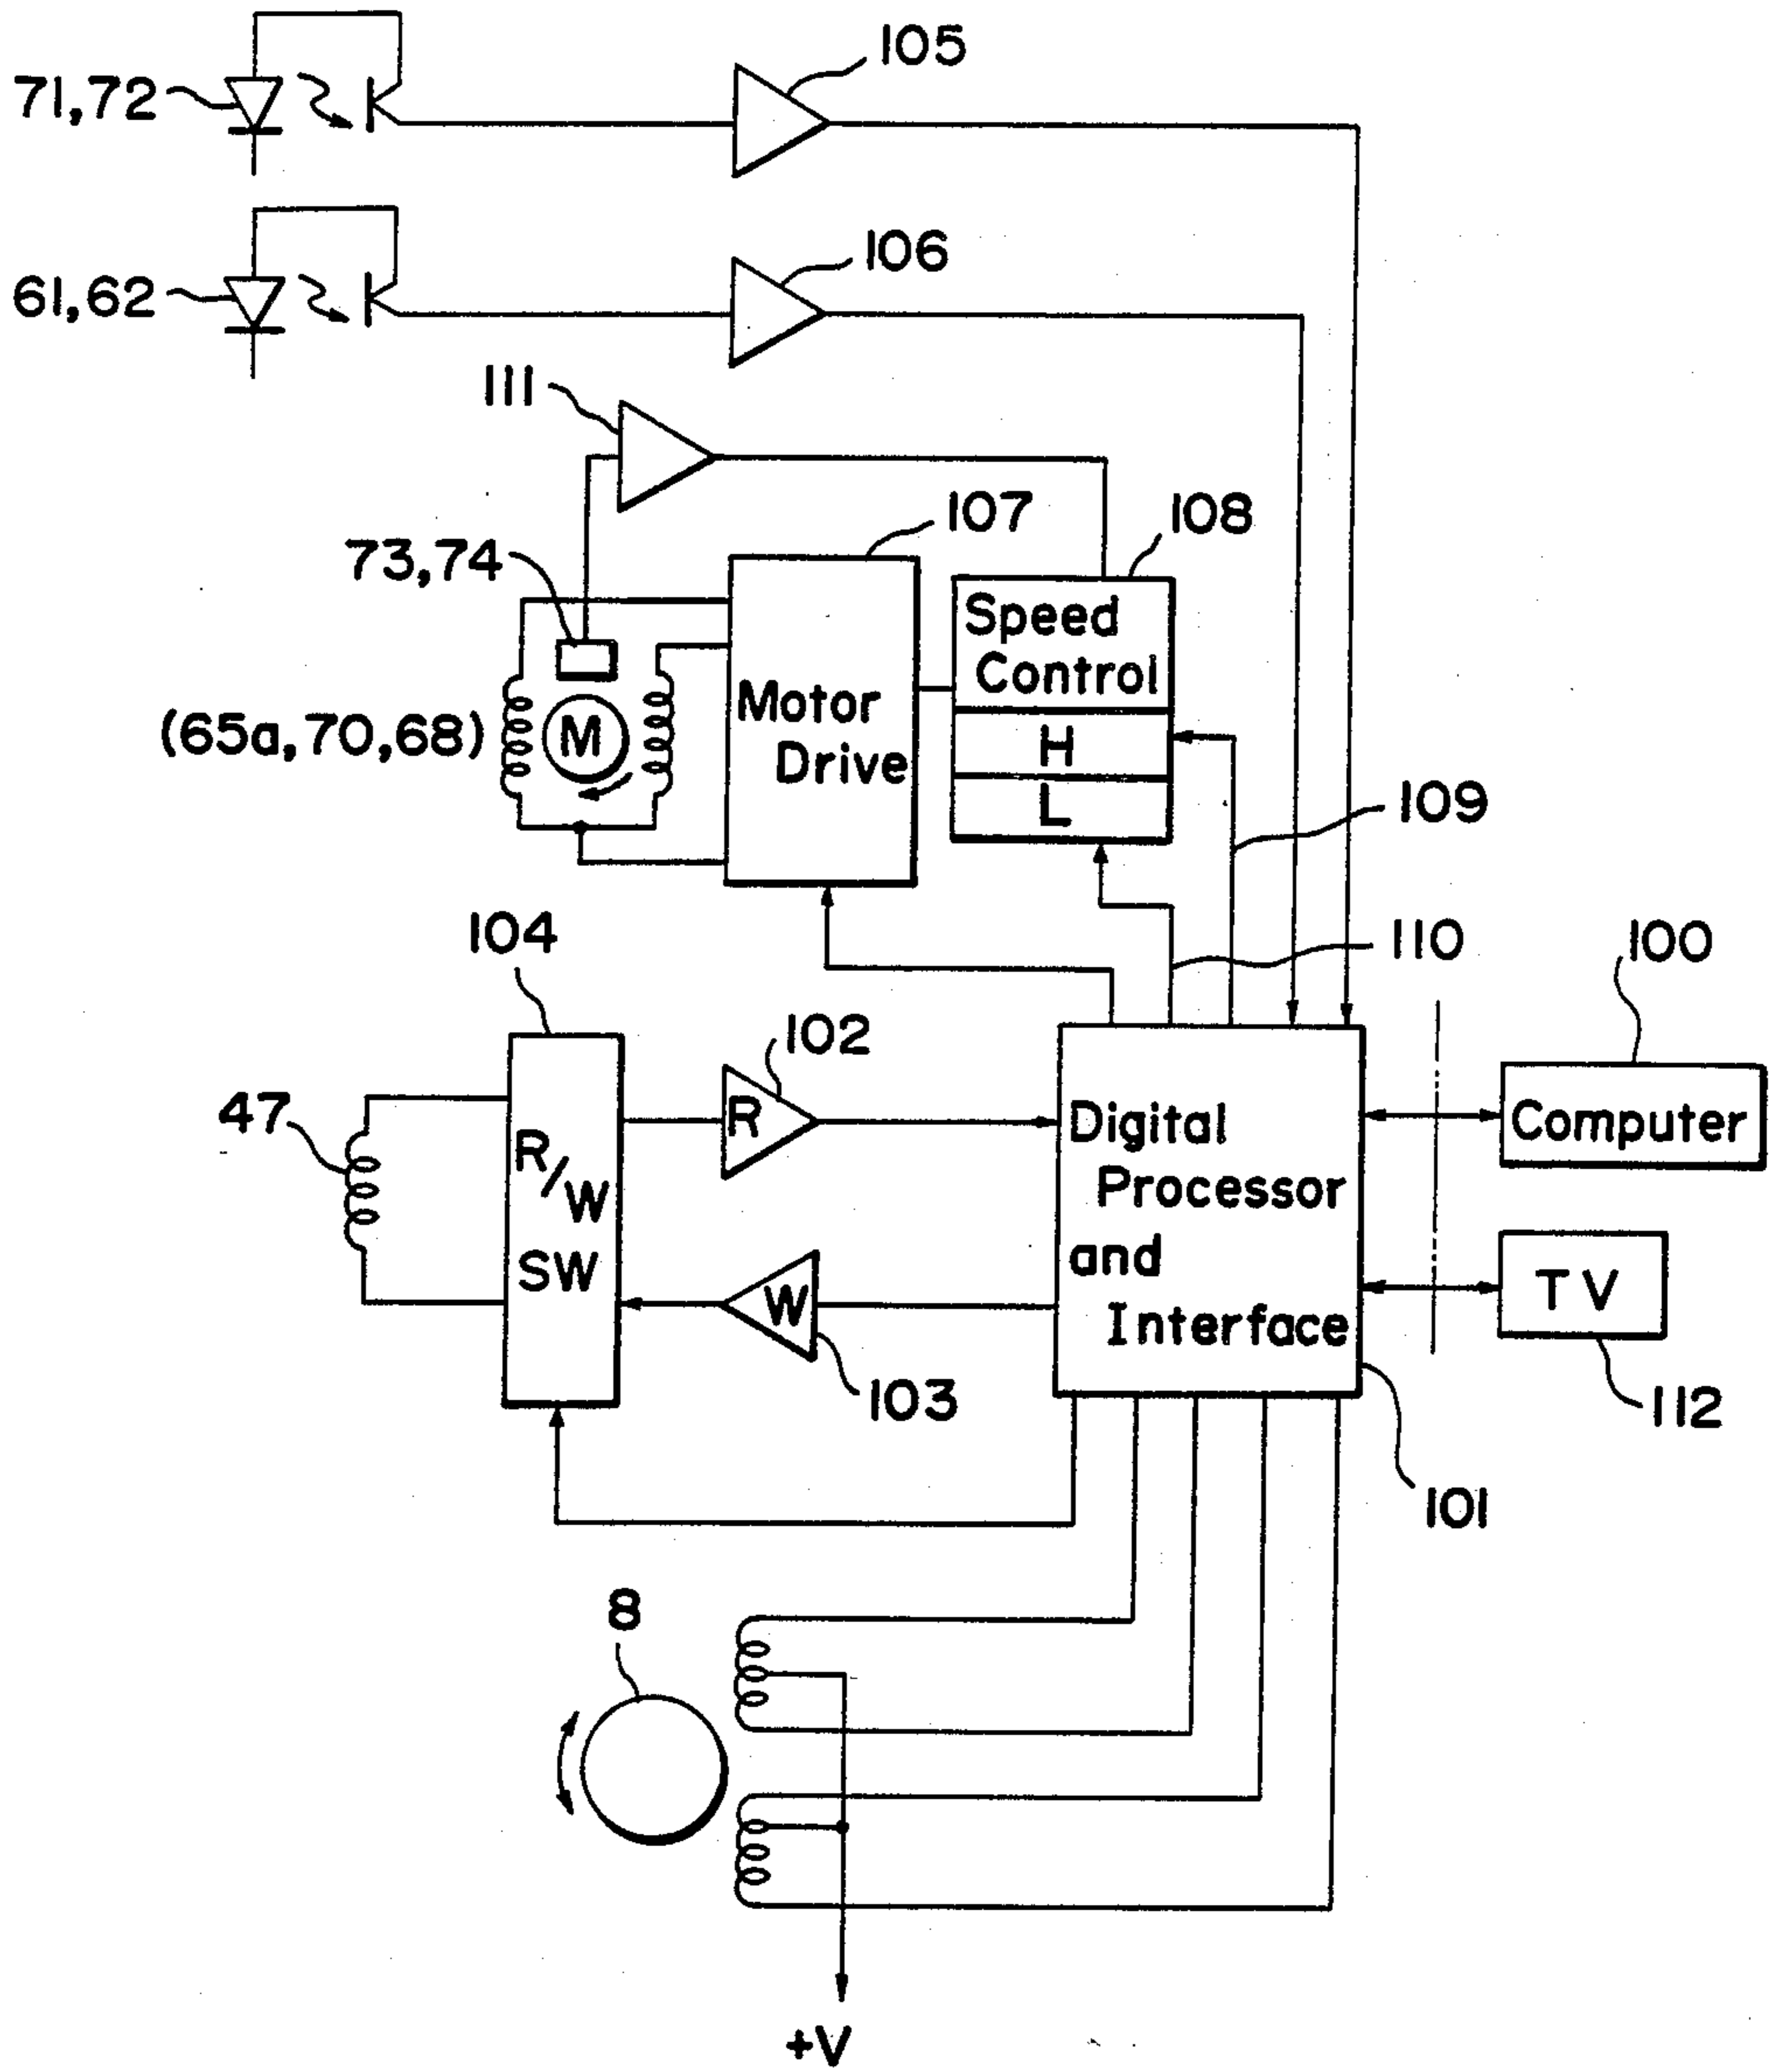 105
71,72
106
61,62
111
107
108
73,74
Speed
Control
Motor
Drive
(65a,70,68)
M
H
L
109
110
104
100
102
47
R
Computer
R/W
SW
Digital
Processor
and
Interface
W
TV
103
112
101
8
+V